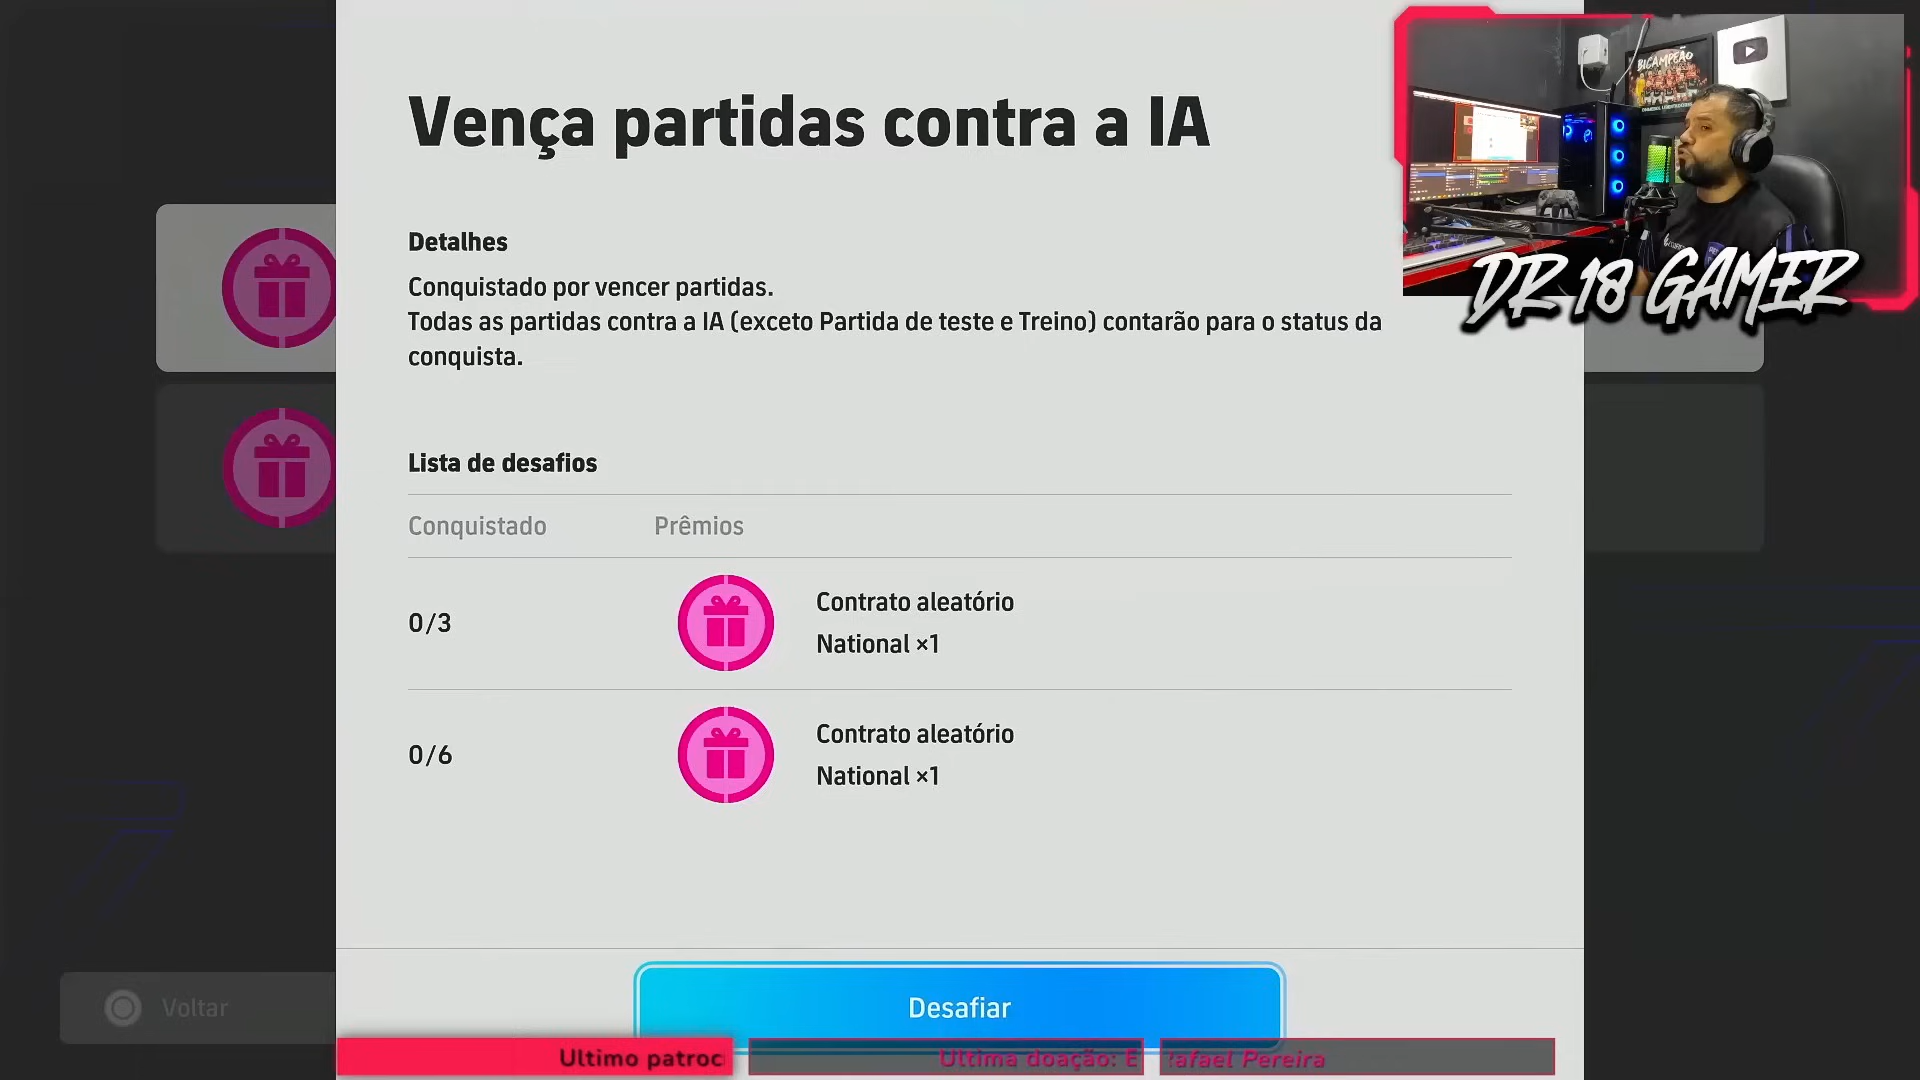 Vença partidas contra a IA
Detalhes
Conquistado por vencer partidas.
Todas as partidas contra a IA (exceto Partida de teste e Treino) contarão para o status da
conquista.
Lista de desafios
Conquistado Prêmios
0/3
Contrato aleatório
National ×1
0/6
Contrato aleatório
National ×1
Desafiar
Voltar
BICAMPEÃO
DR 18 GAMER
Ultimo patroc
Ultima doação: E
Rafael Pereira